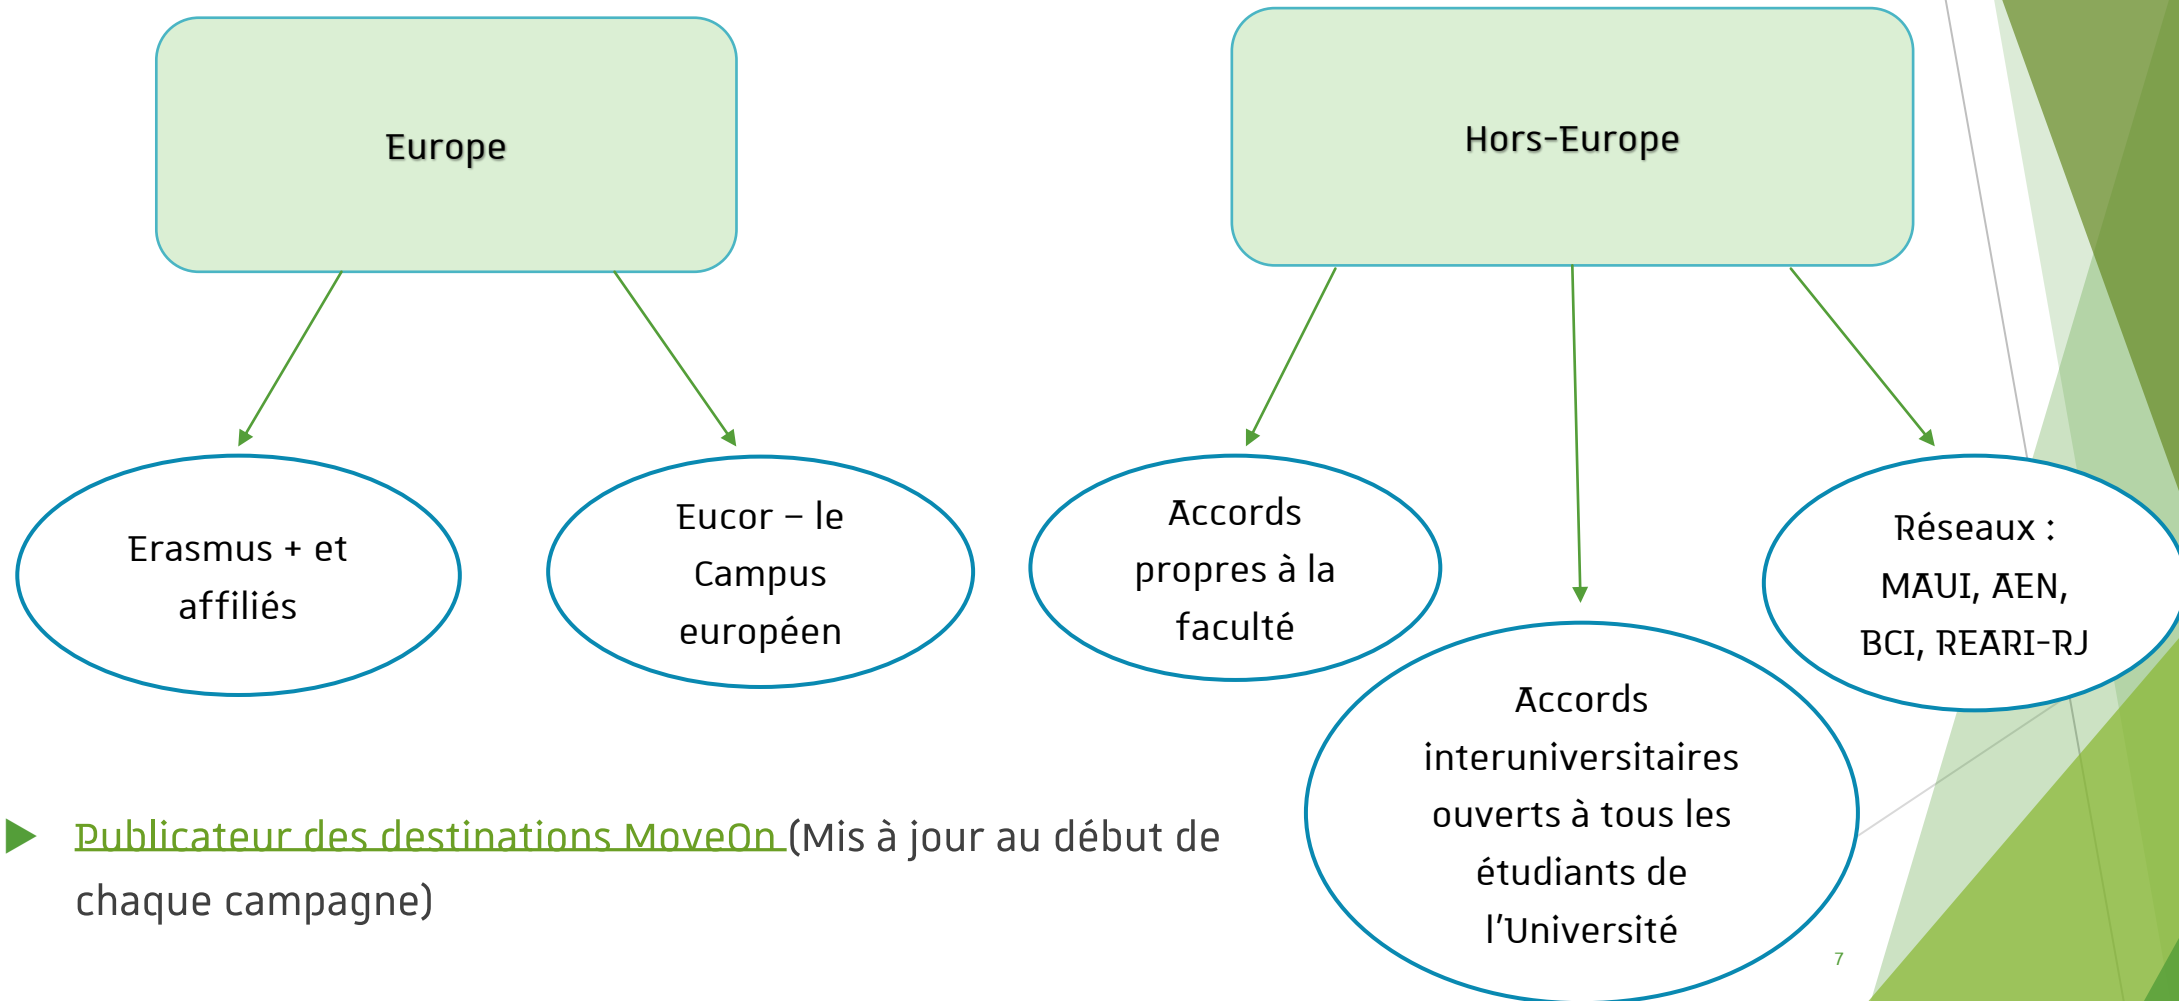 Europe
Hors-Europe
Erasmus + et
affiliés
Eucor – le
Campus
européen
Accords
propres à la
faculté
Accords
interuniversitaires
ouverts à tous les
étudiants de
l’Université
Réseaux :
MAUI, AEN,
BCI, REARI-RJ
Publicateur des destinations MoveOn (Mis à jour au début de
chaque campagne)
7